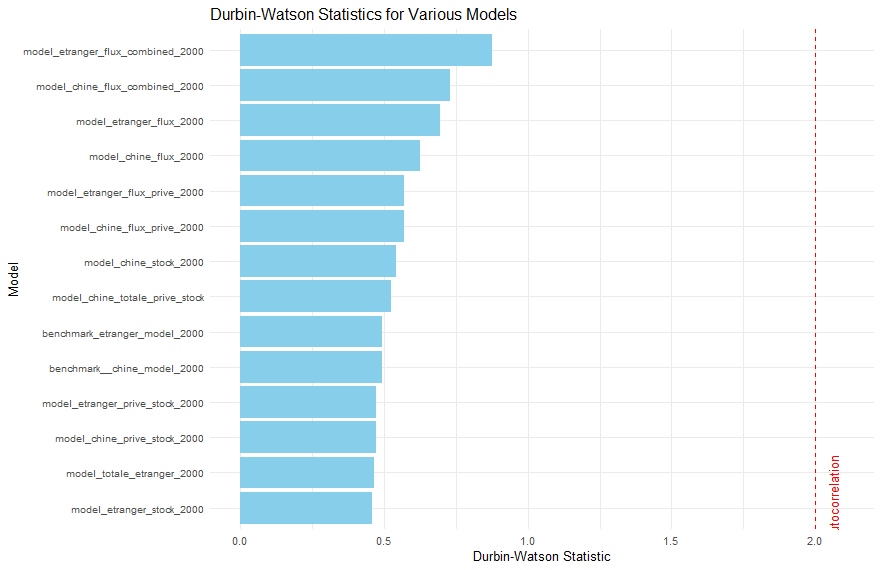 Durbin-Watson Statistics for Various Models
Model
model_etranger_flux_combined_2000
model_chine_flux_combined_2000
model_etranger_flux_2000
model_chine_flux_2000
model_etranger_flux_prive_2000
model_chine_flux_prive_2000
model_chine_stock_2000
model_chine_totale_prive_stock
benchmark_etranger_model_2000
benchmark__chine_model_2000
model_etranger_prive_stock_2000
model_chine_prive_stock_2000
model_totale_etranger_2000
model_etranger_stock_2000
utocorrelation
0.0 0.5 1.0 1.5 2.0
Durbin-Watson Statistic